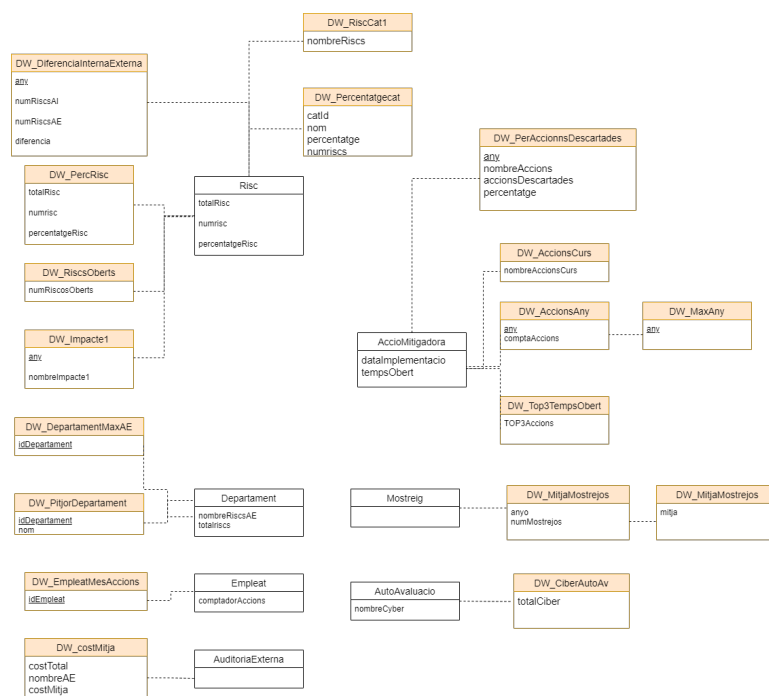 DW_RiscCat1
nombreRiscs
DW_DiferenciaInternaExterna
any
numRiscsAI
numRiscsAE
diferència
DW_Percentatgecat
catId
nom
percentatge
numriscs
DW_PerAccionnsDescartades
any
nombreAccions
accionsDescartades
percentatge
DW_PercRisc
totalRisc
numrisc
percentatgeRisc
Risc
totalRisc
numrisc
percentatgeRisc
DW_RiscsOberts
numRiscosOberts
DW_AccionsCurs
nombreAccionsCurs
DW_Impacte1
any
nombreImpacte1
AccioMitigadora
dataImplementacio
tempsObert
DW_AccionsAny
any
comptaAccions
DW_MaxAny
any
DW_Top3TempsObert
TOP3Accions
DW_DepartamentMaxAE
idDepartament
DW_PitjorDepartament
idDepartament
nom
Departament
nombreRiscsAE
totalriscs
Mostreig
DW_MitjaMostrejos
anyo
numMostrejos
DW_MitjaMostrejos
mitja
DW_EmpleatMesAccions
idEmpleat
Empleat
comptadorAccions
AutoAvaluacio
nombreCyber
DW_CiberAutoAv
totalCiber
DW_costMitja
costTotal
nombreAE
costMitja
AuditoriaExterna